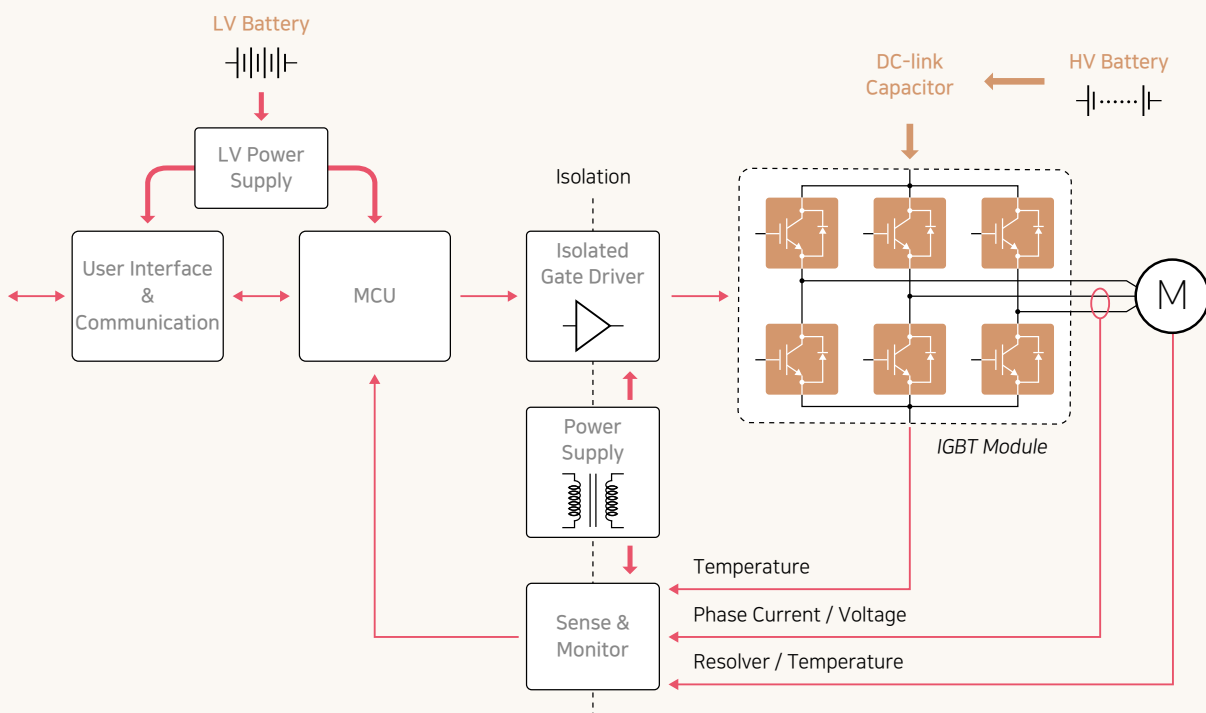 LV Battery
DC-link
Capacitor
HV Battery
LV Power
Supply
Isolation
User Interface
&
Communication
MCU
Isolated
Gate Driver
M
Power
Supply
IGBT Module
Temperature
Sense &
Monitor
Phase Current / Voltage
Resolver / Temperature